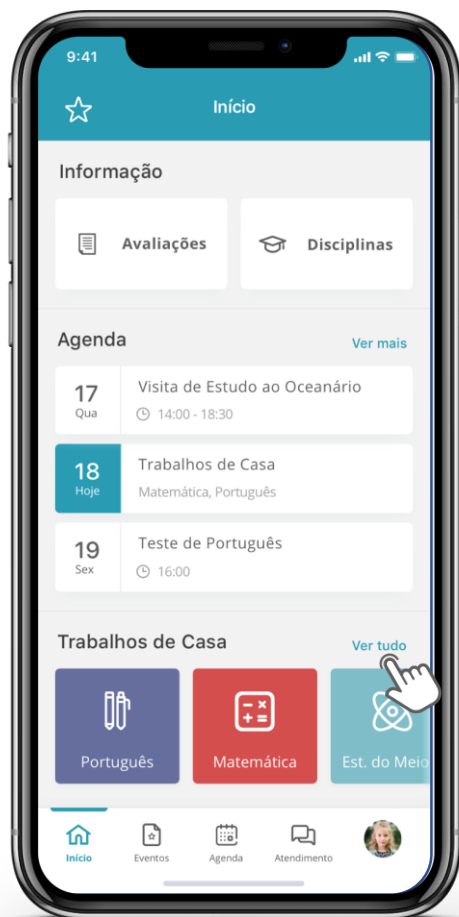 9:41
Início
Informação
Avaliações
Disciplinas
Agenda
Ver mais
17
Qua
Visita de Estudo ao Oceanário
14:00 - 18:30
18
Hoje
Trabalhos de Casa
Matemática, Português
19
Sex
Teste de Português
16:00
Trabalhos de Casa
Ver tudo
Português
Matemática
Est. do Meio
Início
Eventos
Agenda
Atendimento